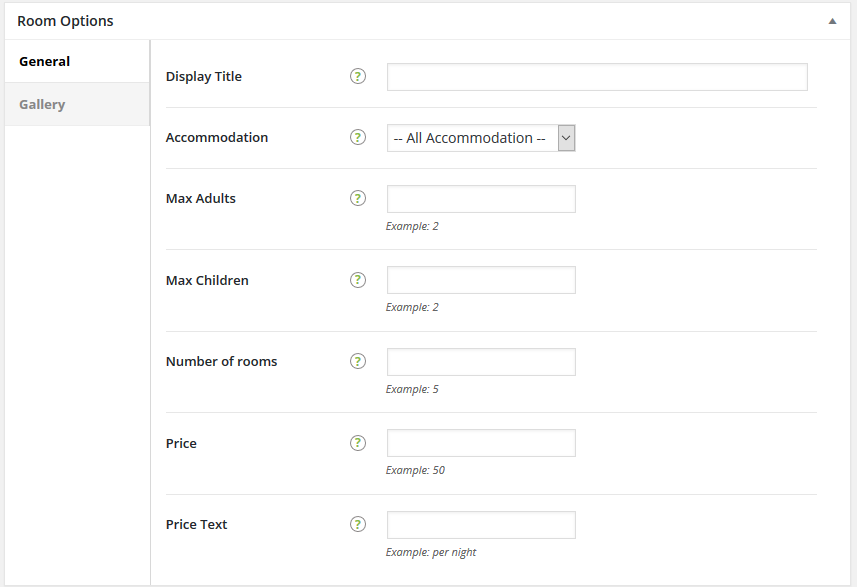 Room Options
General
Gallery
Display Title ?
Accommodation ? -- All Accommodation --
Max Adults ?
Example: 2
Max Children ?
Example: 2
Number of rooms ?
Example: 5
Price ?
Example: 50
Price Text ?
Example: per night